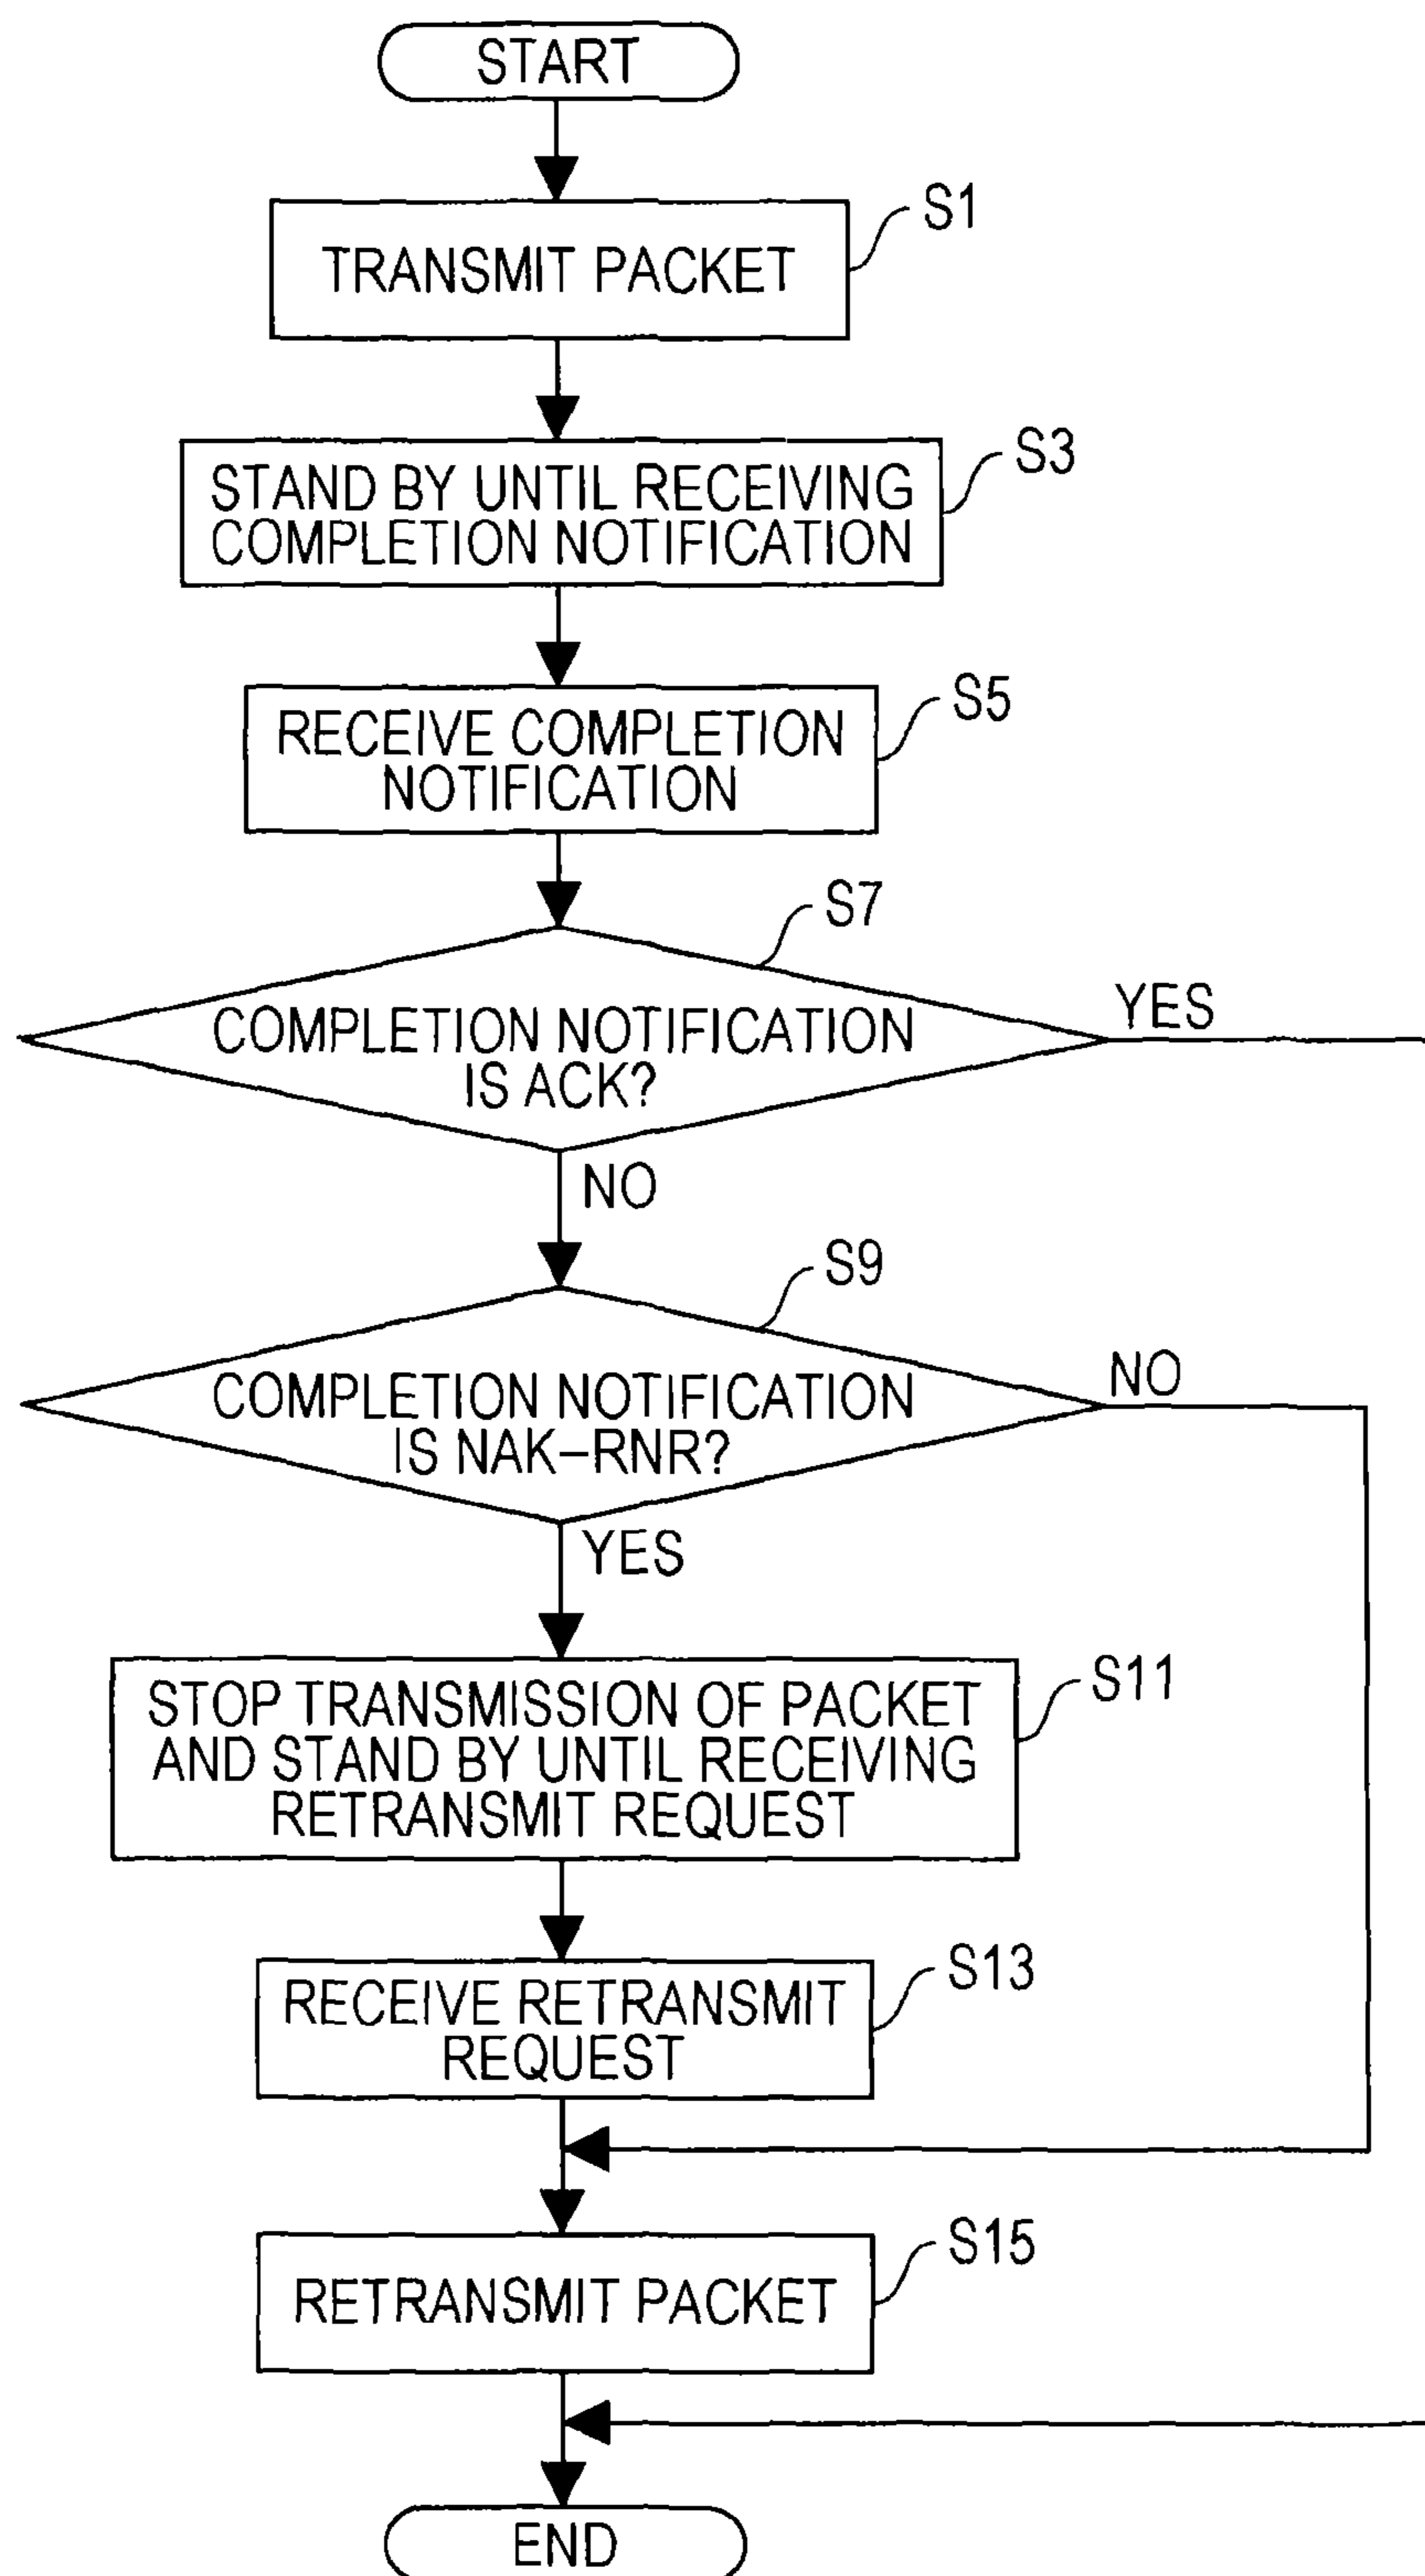 START
S1
TRANSMIT PACKET
S3
STAND BY UNTIL RECEIVING
COMPLETION NOTIFICATION
S5
RECEIVE COMPLETION
NOTIFICATION
S7
COMPLETION NOTIFICATION
IS ACK?
YES
NO
S9
COMPLETION NOTIFICATION
IS NAK–RNR?
NO
YES
S11
STOP TRANSMISSION OF PACKET
AND STAND BY UNTIL RECEIVING
RETRANSMIT REQUEST
S13
RECEIVE RETRANSMIT
REQUEST
S15
RETRANSMIT PACKET
END